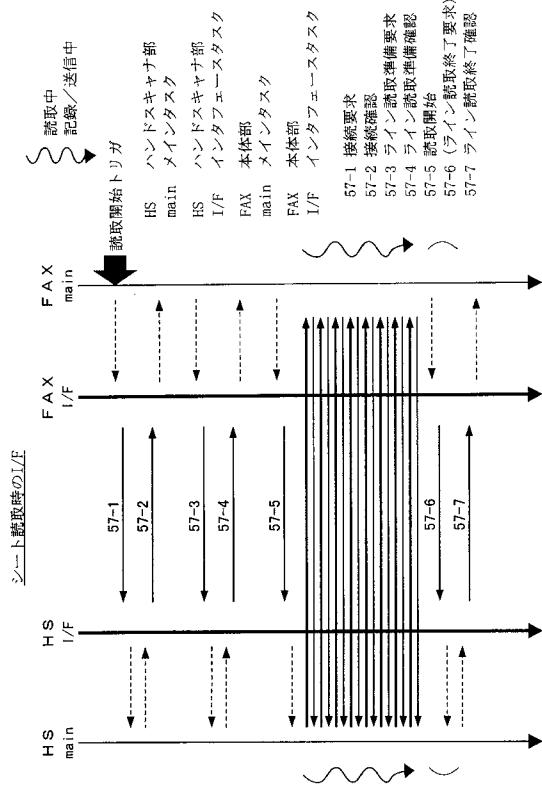 シート読取時のI/F
HS
main
HS
I/F
FAX
I/F
FAX
main
読取開始トリガ
57-1
57-2
57-3
57-4
57-5
57-6
57-7
読取中
記録/送信中
HS ハンドスキャナ部
main メインタスク
HS ハンドスキャナ部
I/F インタフェースタスク
FAX 本体部
main メインタスク
FAX 本体部
I/F インタフェースタスク
57-1 接続要求
57-2 接続確認
57-3 ライン読取準備要求
57-4 ライン読取準備確認
57-5 読取開始
57-6 (ライン読取終了要求)
57-7 ライン読取終了確認